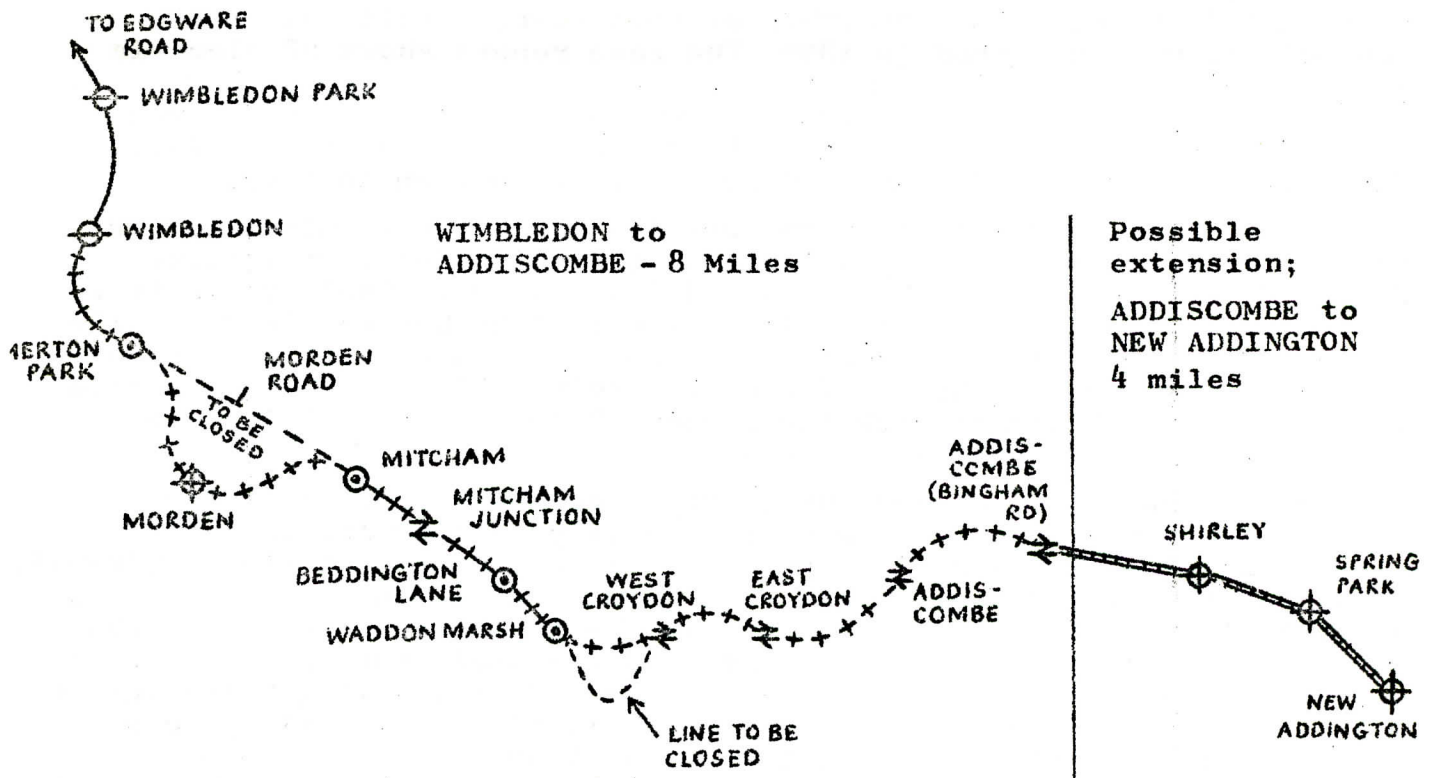 TO EDGWARE
ROAD
WIMBLEDON PARK
WIMBLEDON
WIMBLEDON to
ADDISCOMBE - 8 Miles
Possible
extension;
ADDISCOMBE to
NEW ADDINGTON
4 miles
MERTON
PARK
MORDEN
ROAD
TO BE
CLOSED
MORDEN
MITCHAM
MITCHAM
JUNCTION
BEDDINGTON
LANE
WADDON MARSH
WEST
CROYDON
EAST
CROYDON
LINE TO BE
CLOSED
ADDIS-
COMBE
ADDIS-
COMBE
(BINGHAM
RD)
SHIRLEY
SPRING
PARK
NEW
ADDINGTON